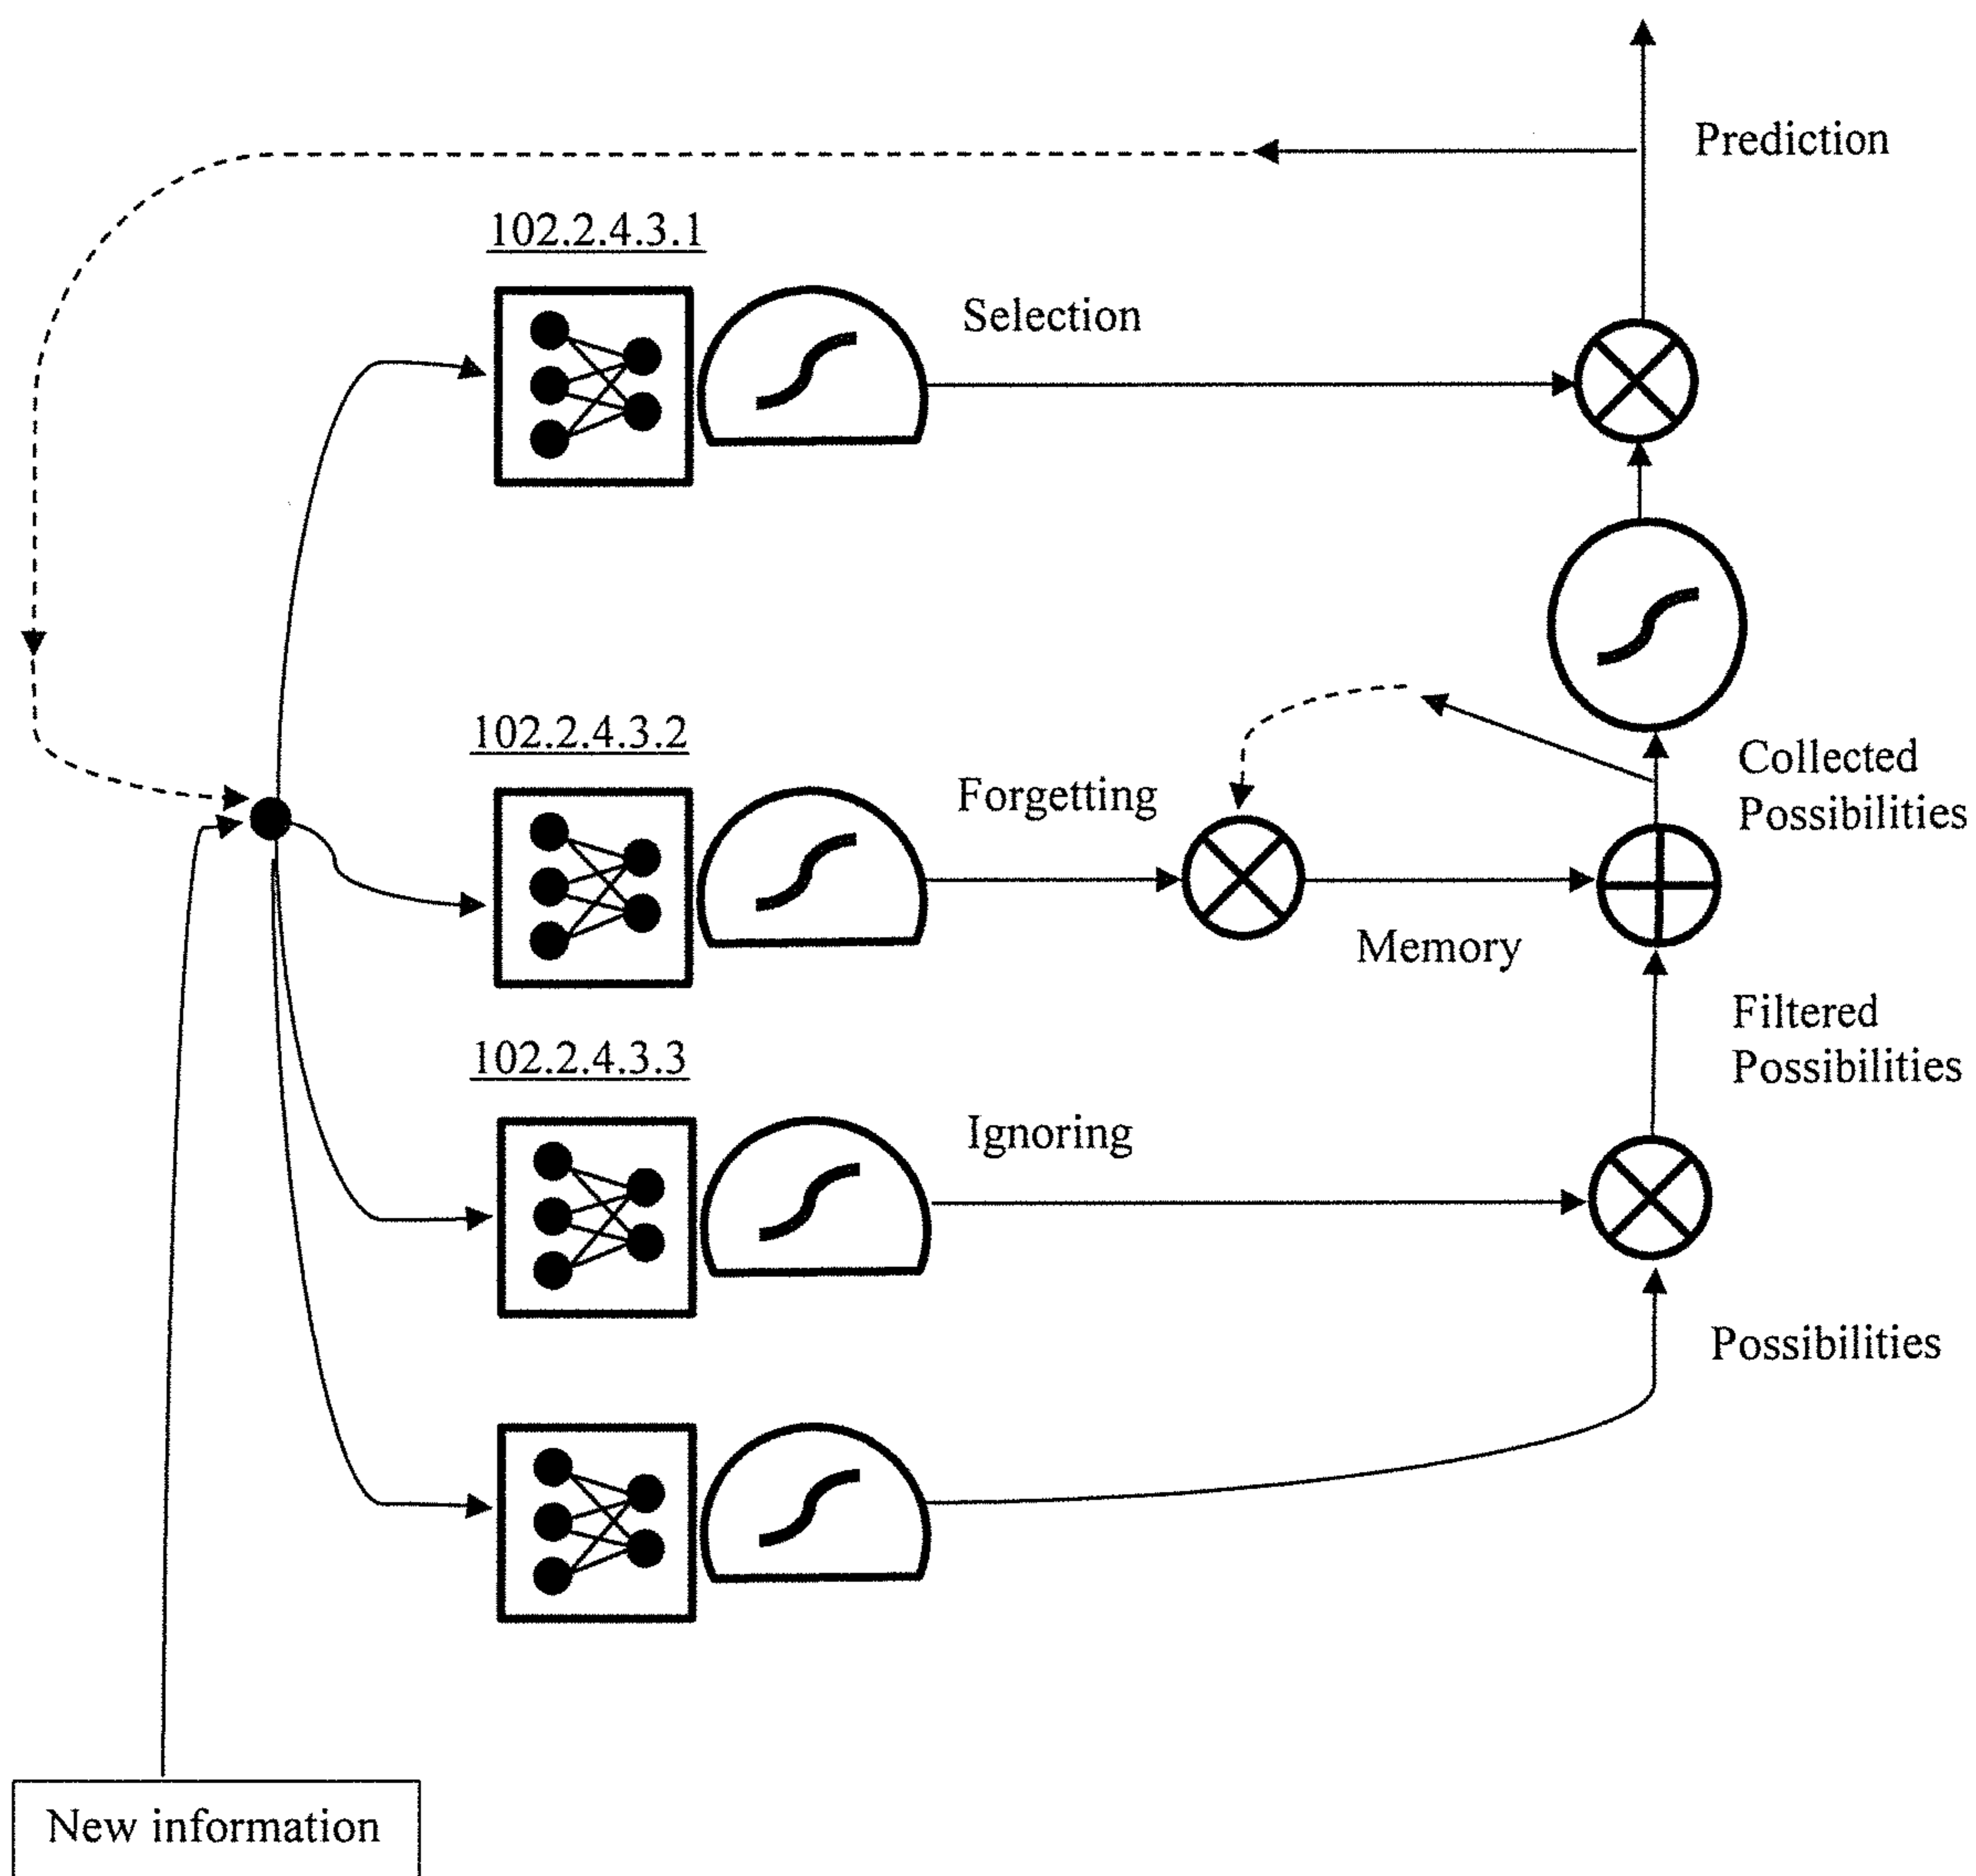 Prediction
102.2.4.3.1
Selection
102.2.4.3.2
Forgetting
Collected
Possibilities
Memory
Filtered
Possibilities
102.2.4.3.3
Ignoring
Possibilities
New information